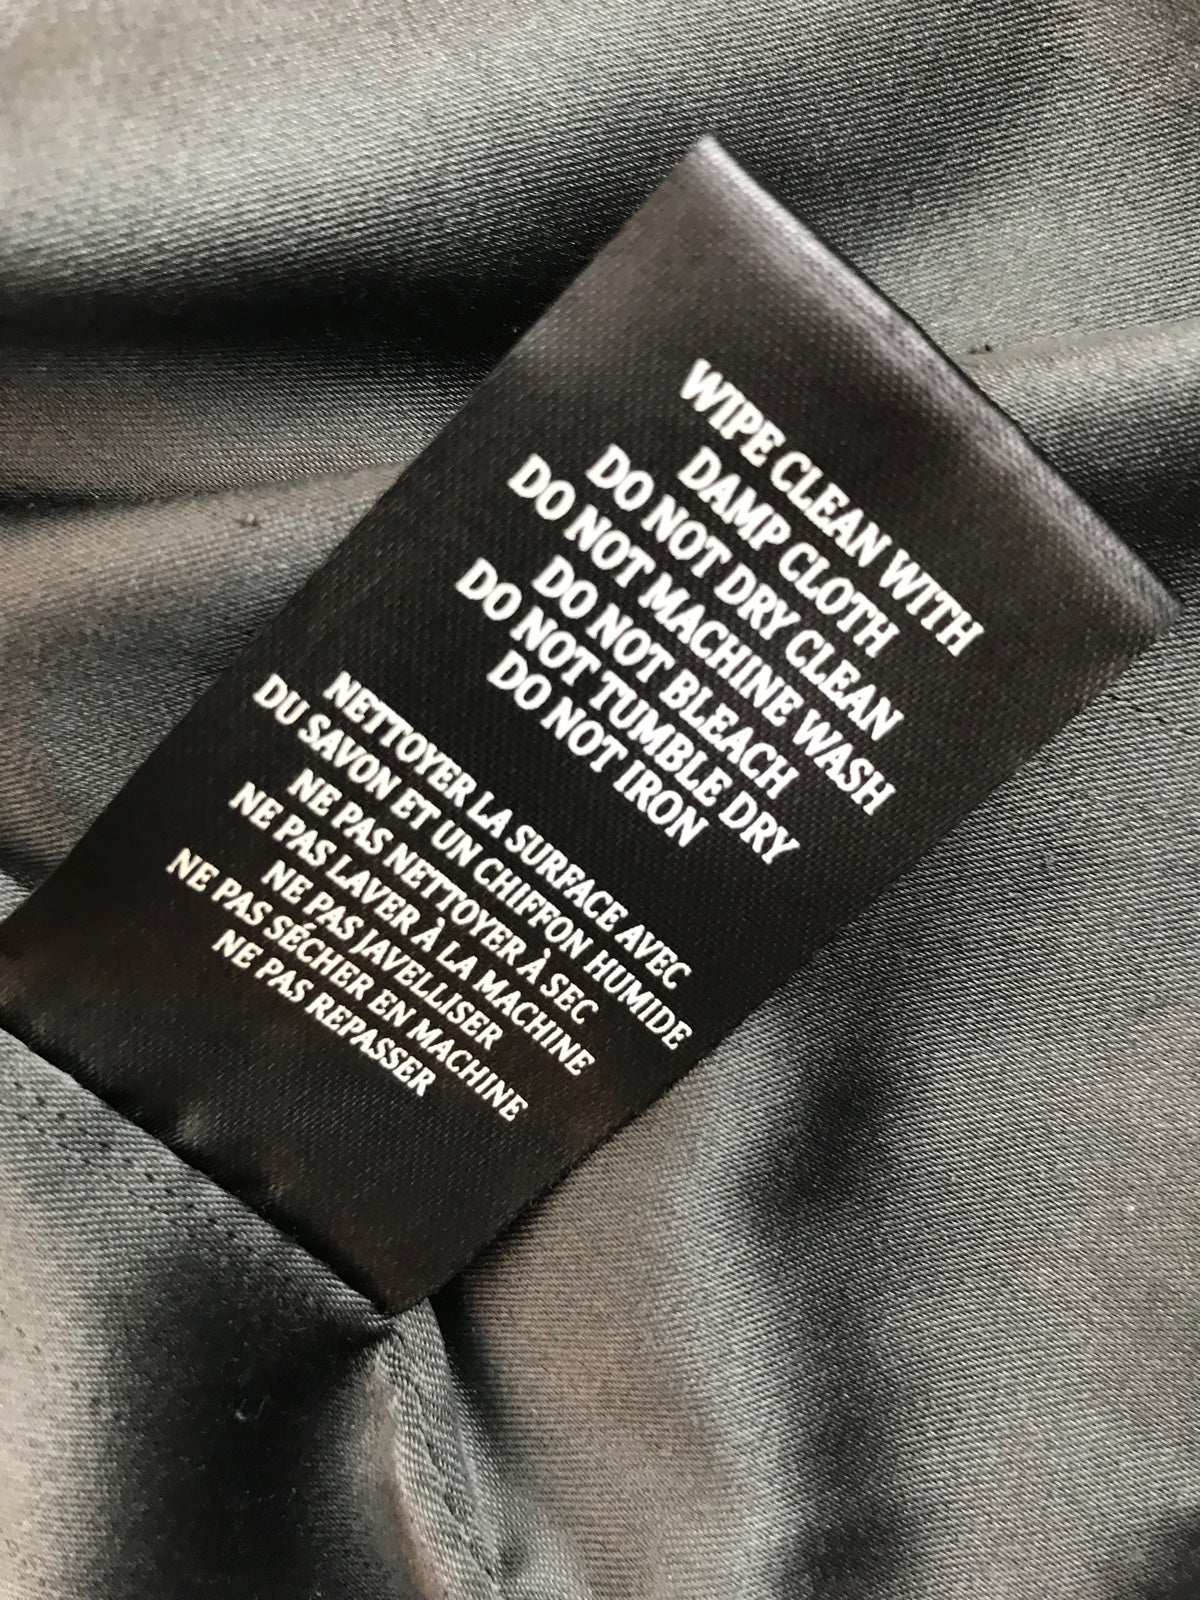 WIPE CLEAN WITH
DAMP CLOTH
DO NOT DRY CLEAN
DO NOT MACHINE WASH
DO NOT BLEACH
DO NOT TUMBLE DRY
DO NOT IRON
NETTOYER LA SURFACE AVEC
DU SAVON ET UN CHIFFON HUMIDE
NE PAS NETTOYER À SEC
NE PAS LAVER À LA MACHINE
NE PAS JAVELLISER
NE PAS SÉCHER EN MACHINE
NE PAS REPASSER